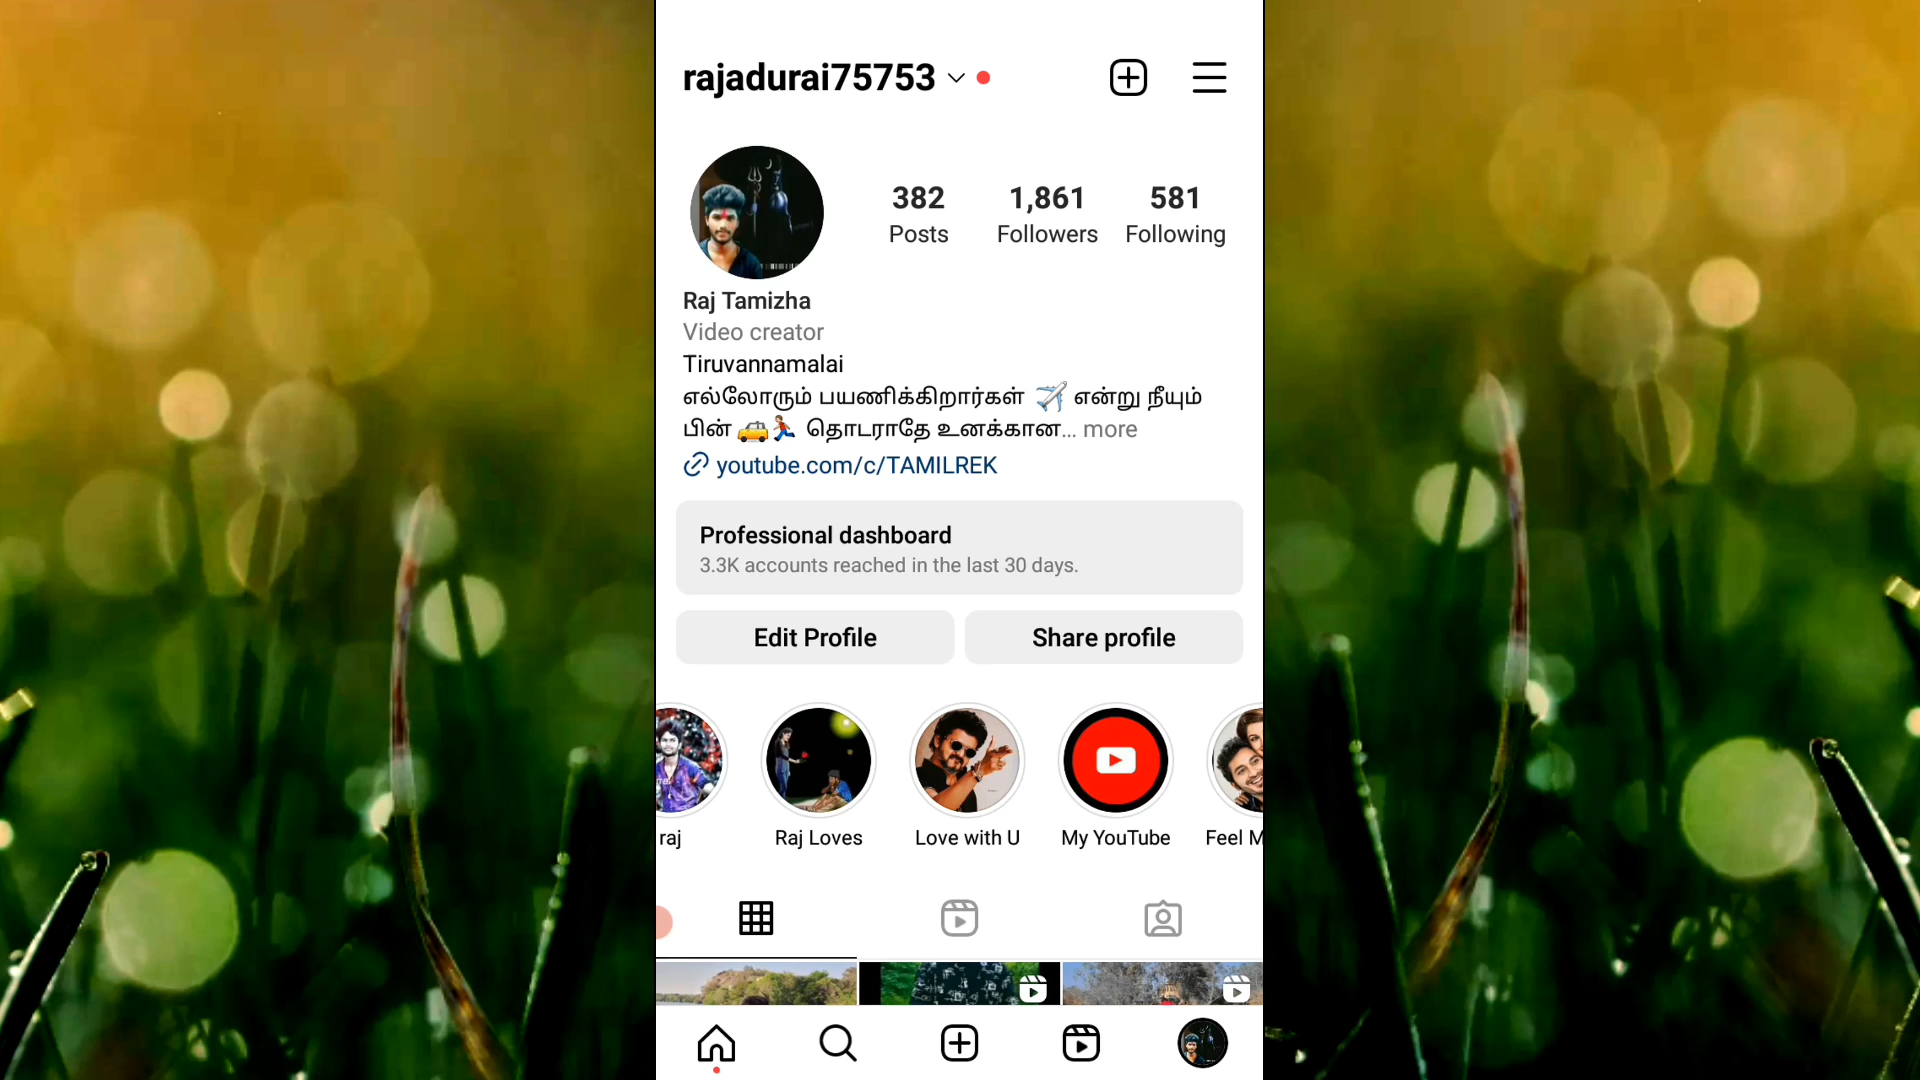 rajadurai75753
382 1,861 581
Posts Followers Following
Raj Tamizha
Video creator
Tiruvannamalai
எல்லோரும் பயணிக்கிறார்கள் ✈️ என்று நீயும்
பின் 🚕🏃 தொடராதே உனக்கான... more
youtube.com/c/TAMILREK
Professional dashboard
3.3K accounts reached in the last 30 days.
Edit Profile Share profile
raj Raj Loves Love with U My YouTube Feel M